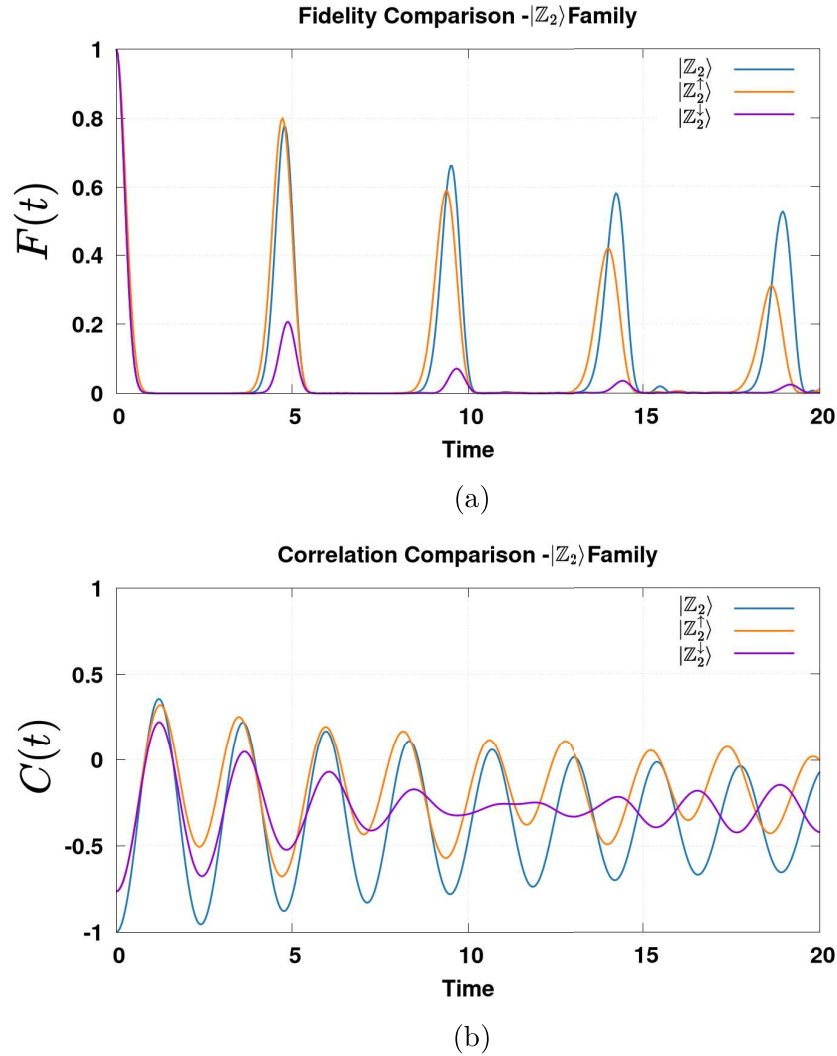 Fidelity Comparison -|ℤ₂⟩Family
1
0.8
0.6
0.4
0.2
0
F(t)
|ℤ₂⟩
|ℤ₂↑⟩
|ℤ₂↓⟩
0 5 10 15 20
Time
(a)
Correlation Comparison -|ℤ₂⟩Family
1
0.5
0
-0.5
-1
C(t)
|ℤ₂⟩
|ℤ₂↑⟩
|ℤ₂↓⟩
0 5 10 15 20
Time
(b)